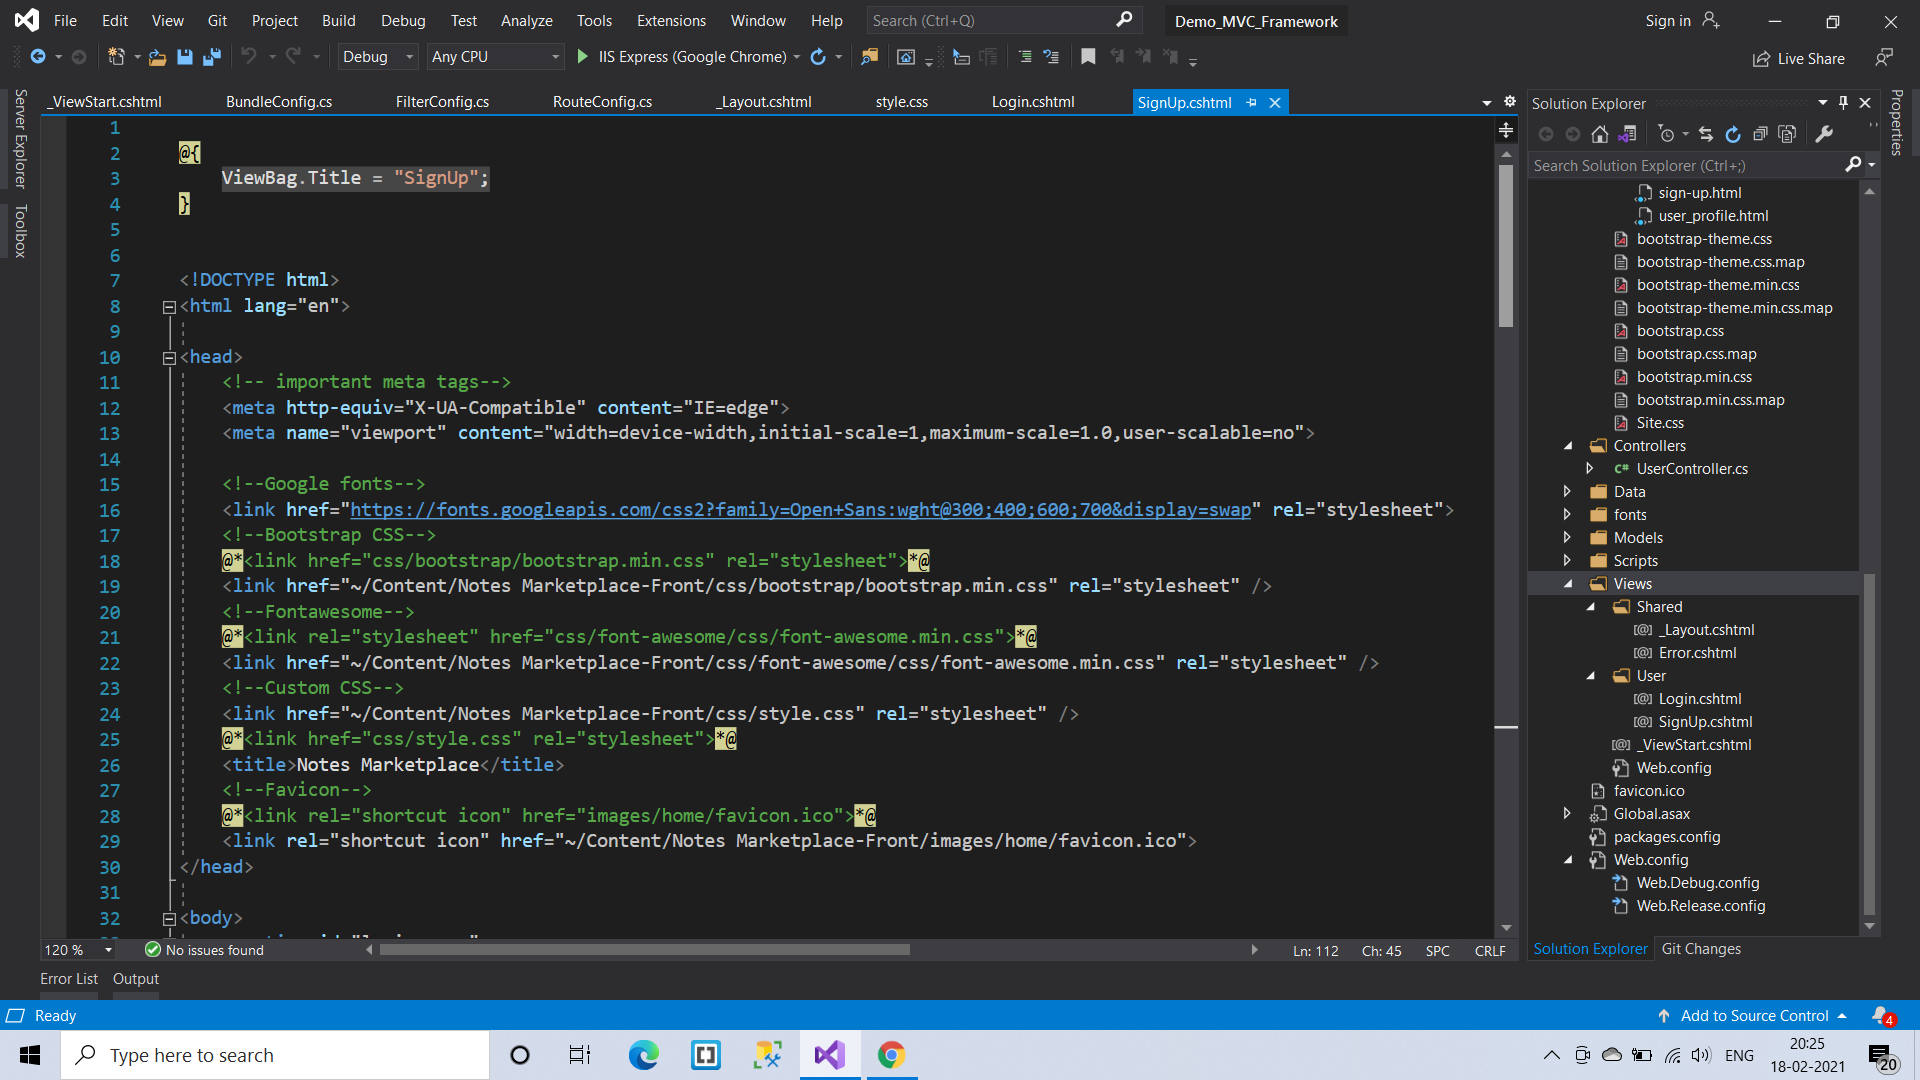 File Edit View Git Project Build Debug Test Analyze Tools Extensions Window Help Search (Ctrl+Q) Demo_MVC_Framework Sign in
Debug Any CPU IIS Express (Google Chrome) Live Share
_ViewStart.cshtml BundleConfig.cs FilterConfig.cs RouteConfig.cs _Layout.cshtml style.css Login.cshtml SignUp.cshtml
Server Explorer
Toolbox
1
2 @{
3 ViewBag.Title = "SignUp";
4 }
5
6
7 <!DOCTYPE html>
8 <html lang="en">
9
10 <head>
11 <!-- important meta tags-->
12 <meta http-equiv="X-UA-Compatible" content="IE=edge">
13 <meta name="viewport" content="width=device-width,initial-scale=1,maximum-scale=1.0,user-scalable=no">
14
15 <!--Google fonts-->
16 <link href="https://fonts.googleapis.com/css2?family=Open+Sans:wght@300;400;600;700&display=swap" rel="stylesheet">
17 <!--Bootstrap CSS-->
18 @*<link href="css/bootstrap/bootstrap.min.css" rel="stylesheet">*@
19 <link href="~/Content/Notes Marketplace-Front/css/bootstrap/bootstrap.min.css" rel="stylesheet" />
20 <!--Fontawesome-->
21 @*<link rel="stylesheet" href="css/font-awesome/css/font-awesome.min.css">*@
22 <link href="~/Content/Notes Marketplace-Front/css/font-awesome/css/font-awesome.min.css" rel="stylesheet" />
23 <!--Custom CSS-->
24 <link href="~/Content/Notes Marketplace-Front/css/style.css" rel="stylesheet" />
25 @*<link href="css/style.css" rel="stylesheet">*@
26 <title>Notes Marketplace</title>
27 <!--Favicon-->
28 @*<link rel="shortcut icon" href="images/home/favicon.ico">*@
29 <link rel="shortcut icon" href="~/Content/Notes Marketplace-Front/images/home/favicon.ico">
30 </head>
31
32 <body>
120 % No issues found Ln: 112 Ch: 45 SPC CRLF
Solution Explorer
Search Solution Explorer (Ctrl+;)
sign-up.html
user_profile.html
bootstrap-theme.css
bootstrap-theme.css.map
bootstrap-theme.min.css
bootstrap-theme.min.css.map
bootstrap.css
bootstrap.css.map
bootstrap.min.css
bootstrap.min.css.map
Site.css
Controllers
C# UserController.cs
Data
fonts
Models
Scripts
Views
Shared
[@] _Layout.cshtml
[@] Error.cshtml
User
[@] Login.cshtml
[@] SignUp.cshtml
[@] _ViewStart.cshtml
Web.config
favicon.ico
Global.asax
packages.config
Web.config
Web.Debug.config
Web.Release.config
Solution Explorer Git Changes
Properties
Error List Output
Ready Add to Source Control 4
Type here to search ENG 20:25
18-02-2021 20